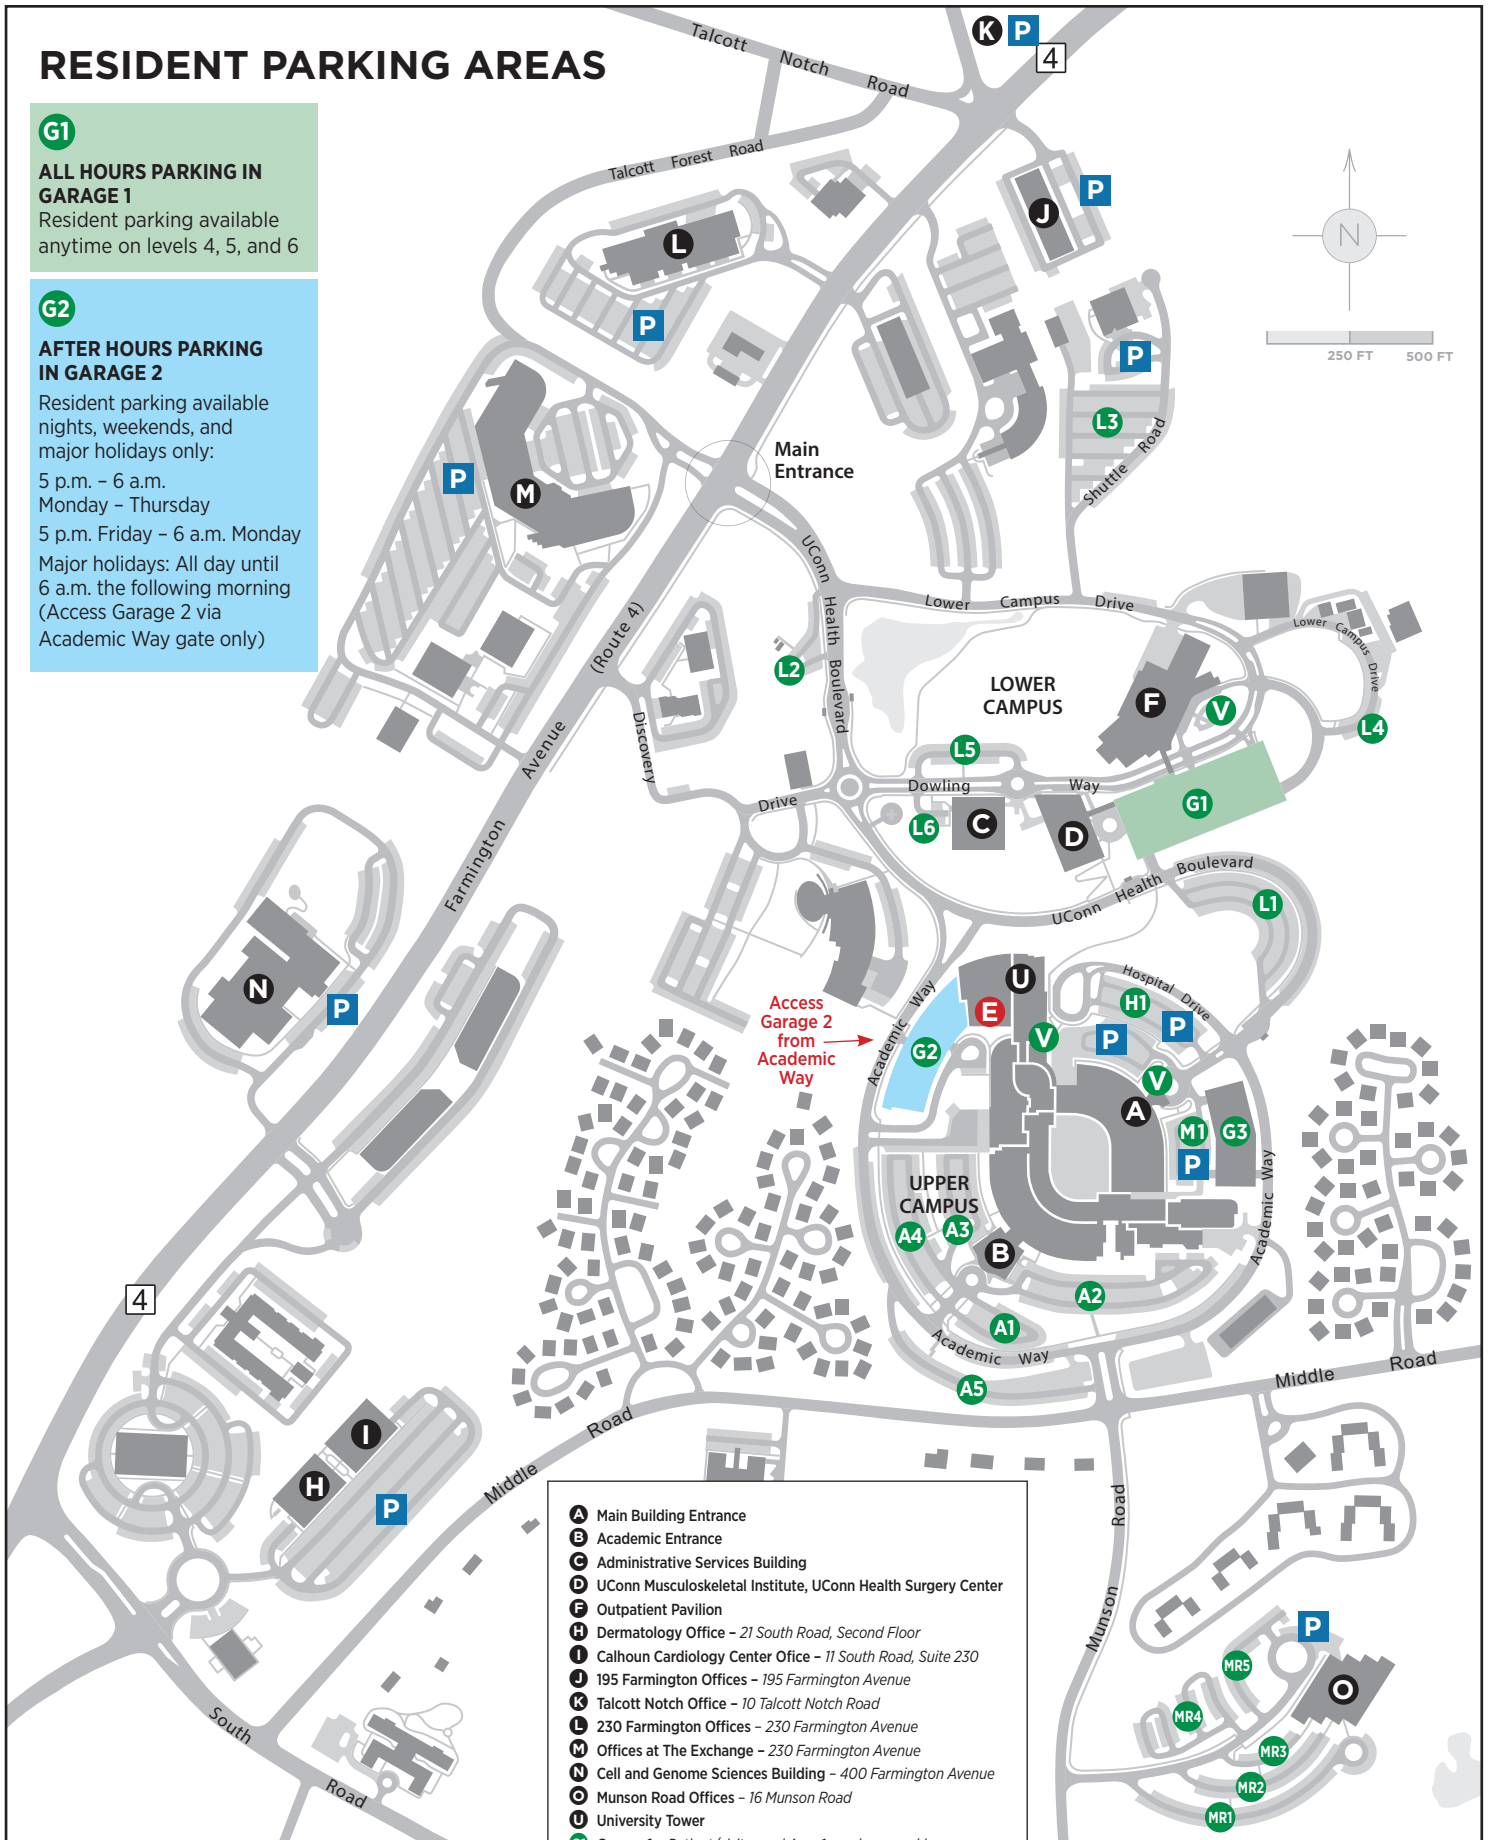 RESIDENT PARKING AREAS
G1
ALL HOURS PARKING IN
GARAGE 1
Resident parking available
anytime on levels 4, 5, and 6
G2
AFTER HOURS PARKING
IN GARAGE 2
Resident parking available
nights, weekends, and
major holidays only:
5 p.m. – 6 a.m.
Monday – Thursday
5 p.m. Friday – 6 a.m. Monday
Major holidays: All day until
6 a.m. the following morning
(Access Garage 2 via
Academic Way gate only)
Talcott Notch Road
K P
4
Talcott Forest Road
P
J
L
P
N
250 FT 500 FT
P
L3
Shuttle Road
Main
Entrance
P
M
UConn Health Boulevard
Lower Campus Drive
Lower Campus Drive
(Route 4)
L2
LOWER
CAMPUS
F
V
L4
Discovery
Drive
Avenue
Farmington
L5
Dowling Way
G1
L6
C
D
UConn Health Boulevard
L1
N
P
U
E
Hospital Drive
H1
P
P
V
V
Access
Garage 2
from
Academic
Way
Academic Way
G2
A
M1
G3
P
UPPER
CAMPUS
A4
A3
B
Academic Way
A2
A1
Academic Way
A5
4
Middle Road
Middle Road
I
H
P
Munson Road
P
MR5
O
MR4
MR3
MR2
MR1
South Road
A Main Building Entrance
B Academic Entrance
C Administrative Services Building
D UConn Musculoskeletal Institute, UConn Health Surgery Center
F Outpatient Pavilion
H Dermatology Office – 21 South Road, Second Floor
I Calhoun Cardiology Center Ofice – 11 South Road, Suite 230
J 195 Farmington Offices – 195 Farmington Avenue
K Talcott Notch Office – 10 Talcott Notch Road
L 230 Farmington Offices – 230 Farmington Avenue
M Offices at The Exchange – 230 Farmington Avenue
N Cell and Genome Sciences Building – 400 Farmington Avenue
O Munson Road Offices – 16 Munson Road
U University Tower